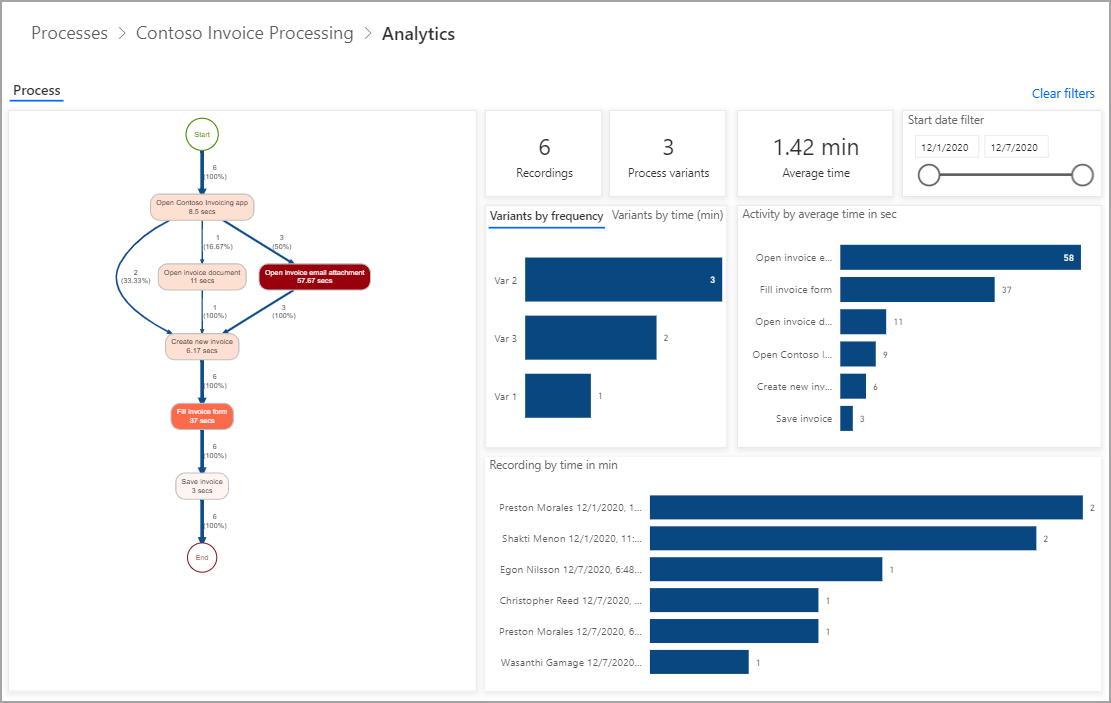 Processes > Contoso Invoice Processing > Analytics
Process
Clear filters
Start
6
(100%)
Open Contoso Invoicing app
8.5 secs
2
(33.33%)
1
(16.67%)
3
(50%)
Open invoice document
11 secs
Open invoice email attachment
57.67 secs
1
(100%)
3
(100%)
Create new invoice
6.17 secs
6
(100%)
Fill invoice form
37 secs
6
(100%)
Save invoice
3 secs
6
(100%)
End
6
Recordings
3
Process variants
1.42 min
Average time
Start date filter
12/1/2020 12/7/2020
Variants by frequency Variants by time (min)
Var 2 3
Var 3 2
Var 1 1
Activity by average time in sec
Open invoice e... 58
Fill invoice form 37
Open invoice d... 11
Open Contoso I... 9
Create new inv... 6
Save invoice 3
Recording by time in min
Preston Morales 12/1/2020, 1... 2
Shakti Menon 12/1/2020, 11:... 2
Egon Nilsson 12/7/2020, 6:48... 1
Christopher Reed 12/7/2020, ... 1
Preston Morales 12/7/2020, 6... 1
Wasanthi Gamage 12/7/2020... 1